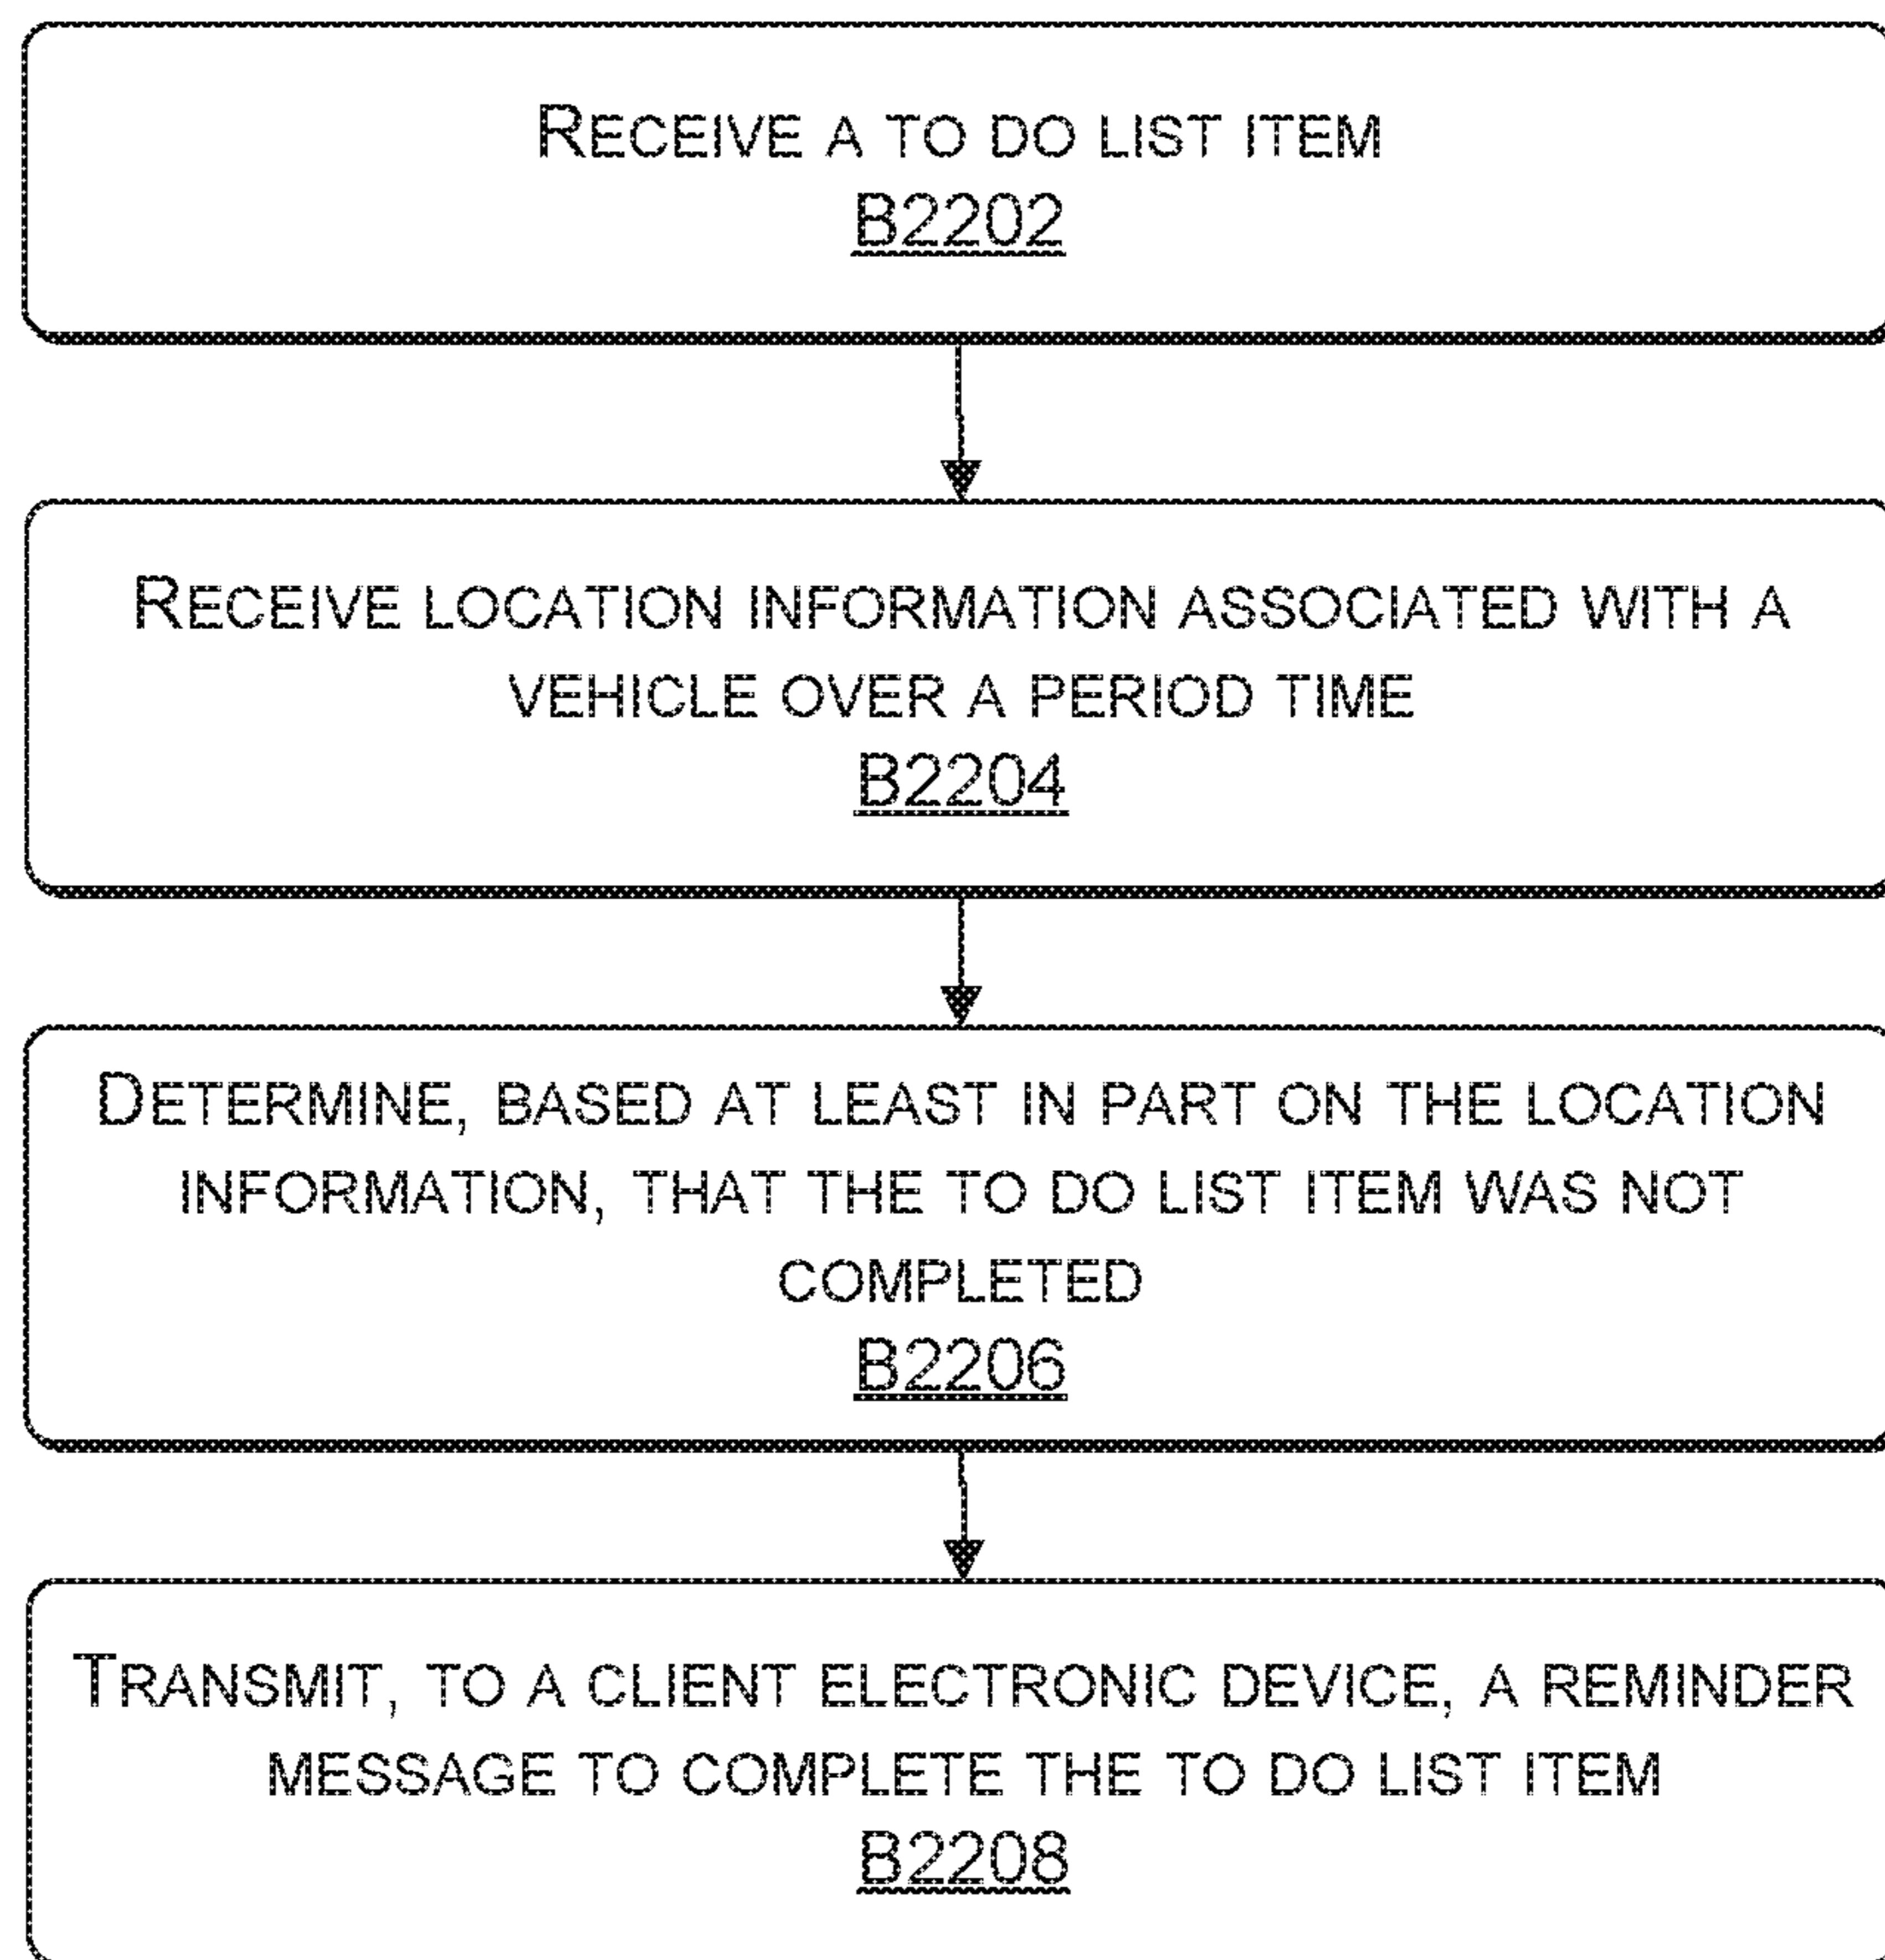 RECEIVE A TO DO LIST ITEM
B2202
RECEIVE LOCATION INFORMATION ASSOCIATED WITH A
VEHICLE OVER A PERIOD TIME
B2204
DETERMINE, BASED AT LEAST IN PART ON THE LOCATION
INFORMATION, THAT THE TO DO LIST ITEM WAS NOT
COMPLETED
B2206
TRANSMIT, TO A CLIENT ELECTRONIC DEVICE, A REMINDER
MESSAGE TO COMPLETE THE TO DO LIST ITEM
B2208